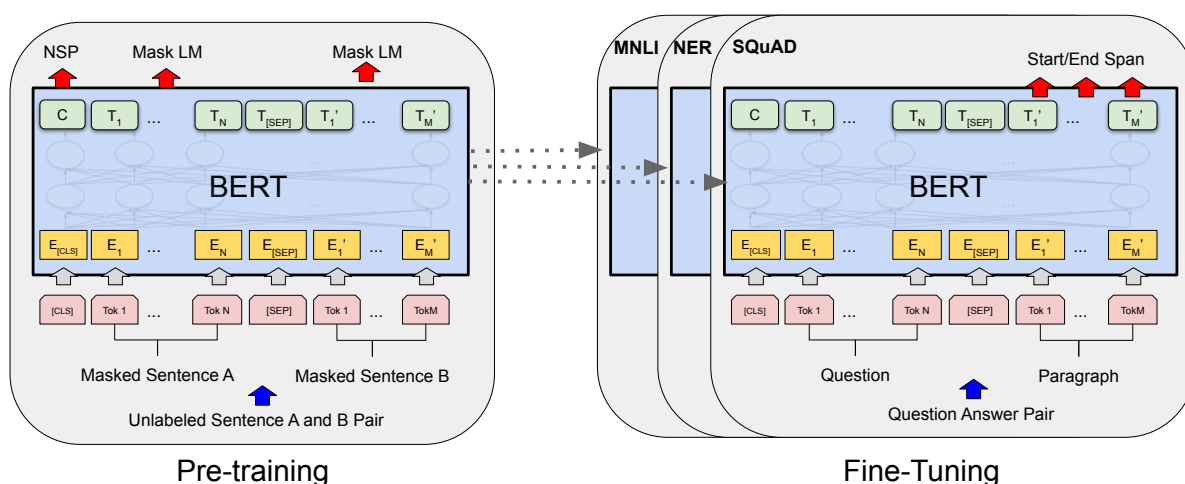 NSP Mask LM Mask LM
C T1 ... TN T[SEP] T1' ... TM'
...
BERT
...
E[CLS] E1 ... EN E[SEP] E1' ... EM'
[CLS] Tok 1 ... Tok N [SEP] Tok 1 ... TokM
Masked Sentence A Masked Sentence B
Unlabeled Sentence A and B Pair
Pre-training
MNLI NER SQuAD
Start/End Span
C T1 ... TN T[SEP] T1' ... TM'
...
BERT
...
E[CLS] E1 ... EN E[SEP] E1' ... EM'
[CLS] Tok 1 ... Tok N [SEP] Tok 1 ... TokM
Question Paragraph
Question Answer Pair
Fine-Tuning